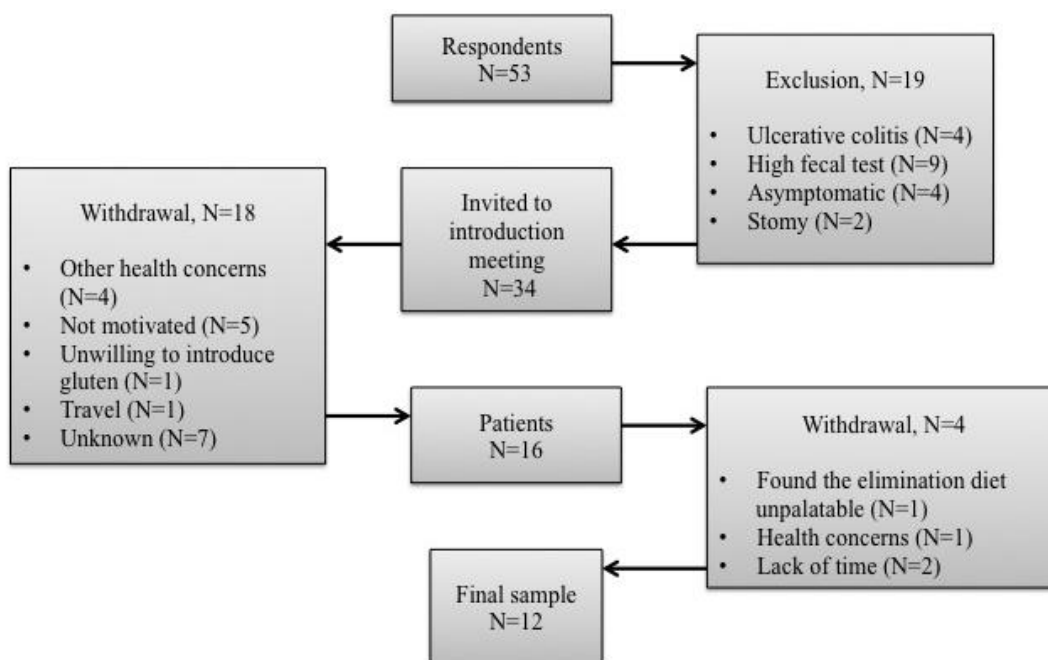 Respondents
N=53
Exclusion, N=19
• Ulcerative colitis (N=4)
• High fecal test (N=9)
• Asymptomatic (N=4)
• Stomy (N=2)
Invited to
introduction
meeting
N=34
Withdrawal, N=18
• Other health concerns
(N=4)
• Not motivated (N=5)
• Unwilling to introduce
gluten (N=1)
• Travel (N=1)
• Unknown (N=7)
Patients
N=16
Withdrawal, N=4
• Found the elimination diet
unpalatable (N=1)
• Health concerns (N=1)
• Lack of time (N=2)
Final sample
N=12